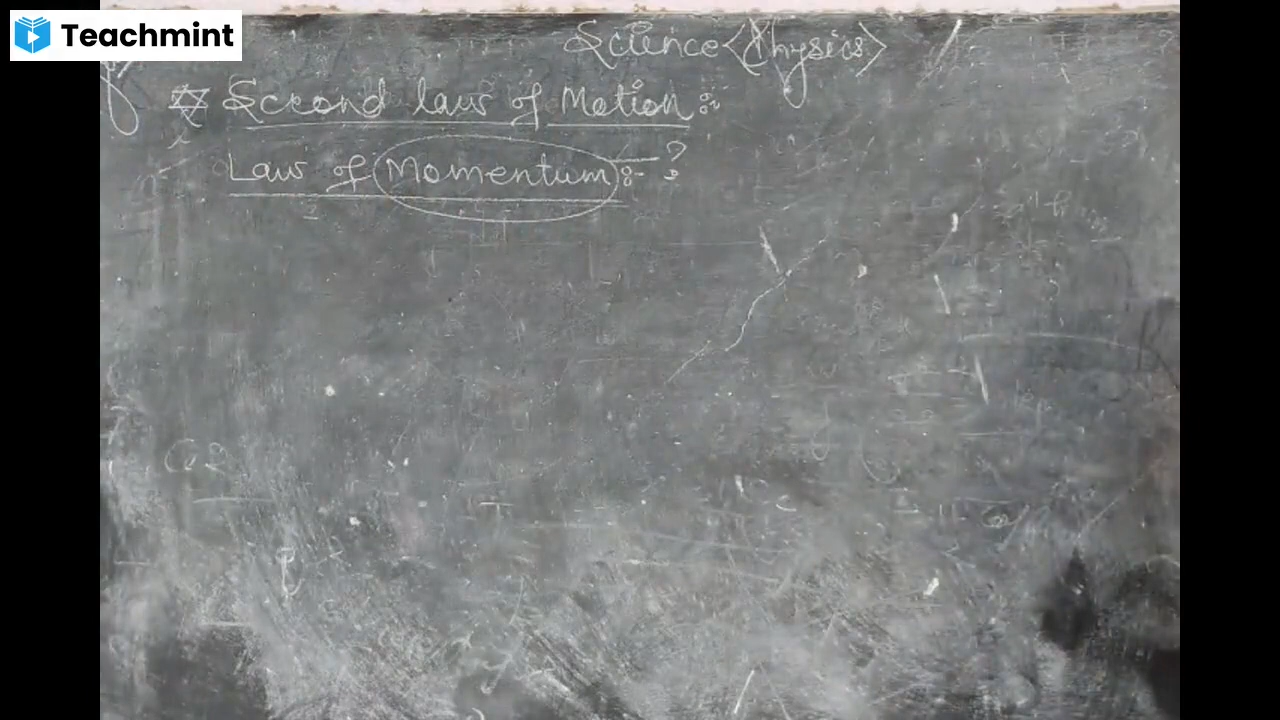 Teachmint
Science <Physics>
Second law of Motion :-
Law of Momentum :- ?